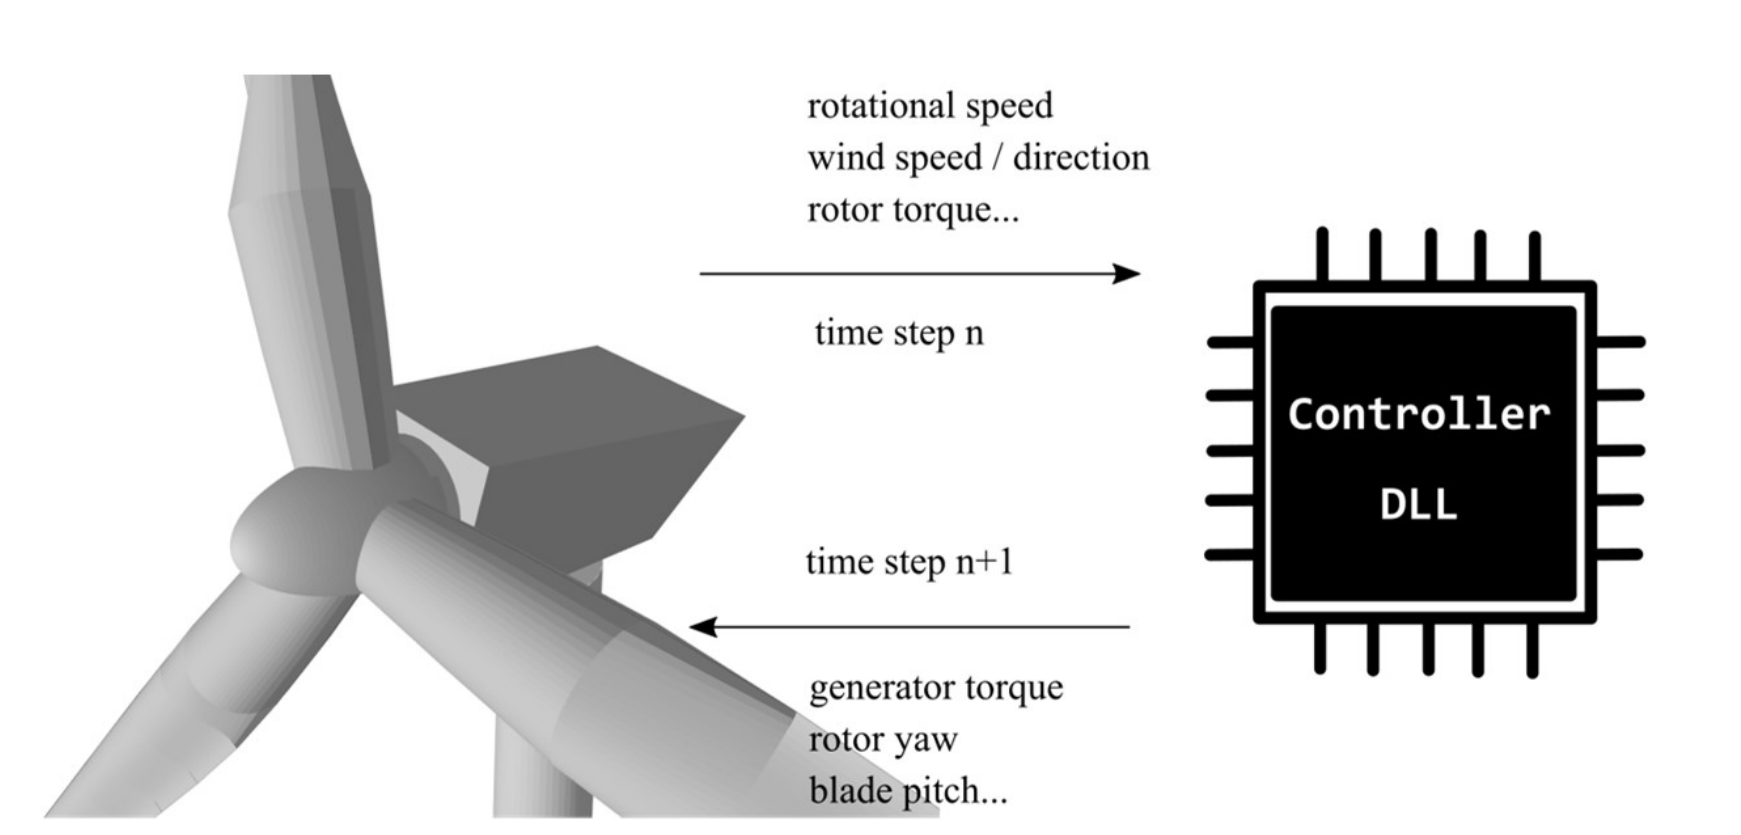 rotational speed
wind speed / direction
rotor torque...
time step n
Controller
DLL
time step n+1
generator torque
rotor yaw
blade pitch...